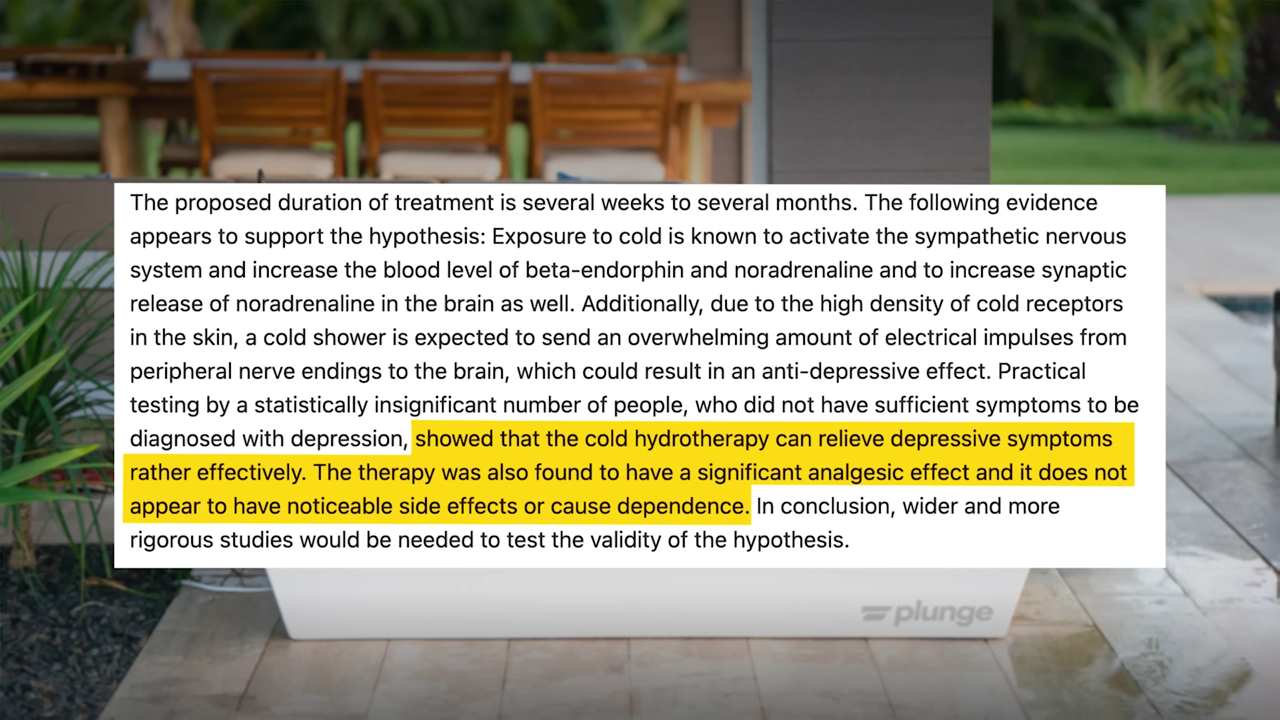 The proposed duration of treatment is several weeks to several months. The following evidence
appears to support the hypothesis: Exposure to cold is known to activate the sympathetic nervous
system and increase the blood level of beta-endorphin and noradrenaline and to increase synaptic
release of noradrenaline in the brain as well. Additionally, due to the high density of cold receptors
in the skin, a cold shower is expected to send an overwhelming amount of electrical impulses from
peripheral nerve endings to the brain, which could result in an anti-depressive effect. Practical
testing by a statistically insignificant number of people, who did not have sufficient symptoms to be
diagnosed with depression, showed that the cold hydrotherapy can relieve depressive symptoms
rather effectively. The therapy was also found to have a significant analgesic effect and it does not
appear to have noticeable side effects or cause dependence. In conclusion, wider and more
rigorous studies would be needed to test the validity of the hypothesis.
plunge